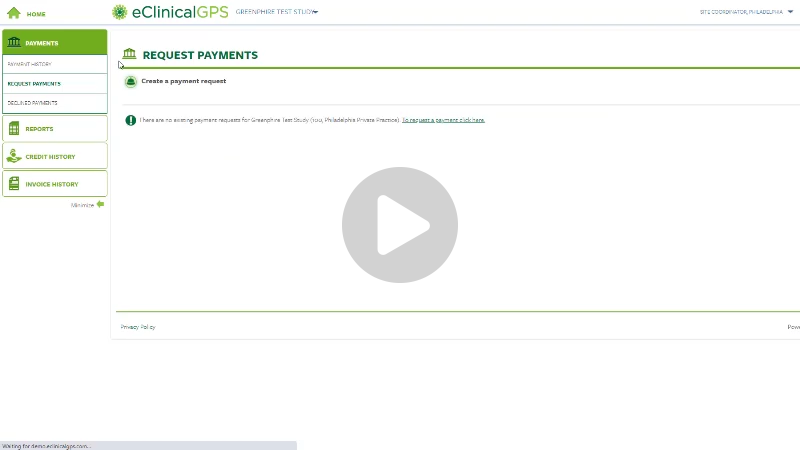 HOME
eClinicalGPS
GREENPHIRE TEST STUDY
SITE COORDINATOR, PHILADELPHIA
PAYMENTS
PAYMENT HISTORY
REQUEST PAYMENTS
DECLINED PAYMENTS
REPORTS
CREDIT HISTORY
INVOICE HISTORY
Minimize
REQUEST PAYMENTS
Create a payment request
There are no existing payment requests for Greenphire Test Study (100, Philadelphia Private Practice). To request a payment click here.
Privacy Policy
Powe
Waiting for demo.eclinicalgps.com...